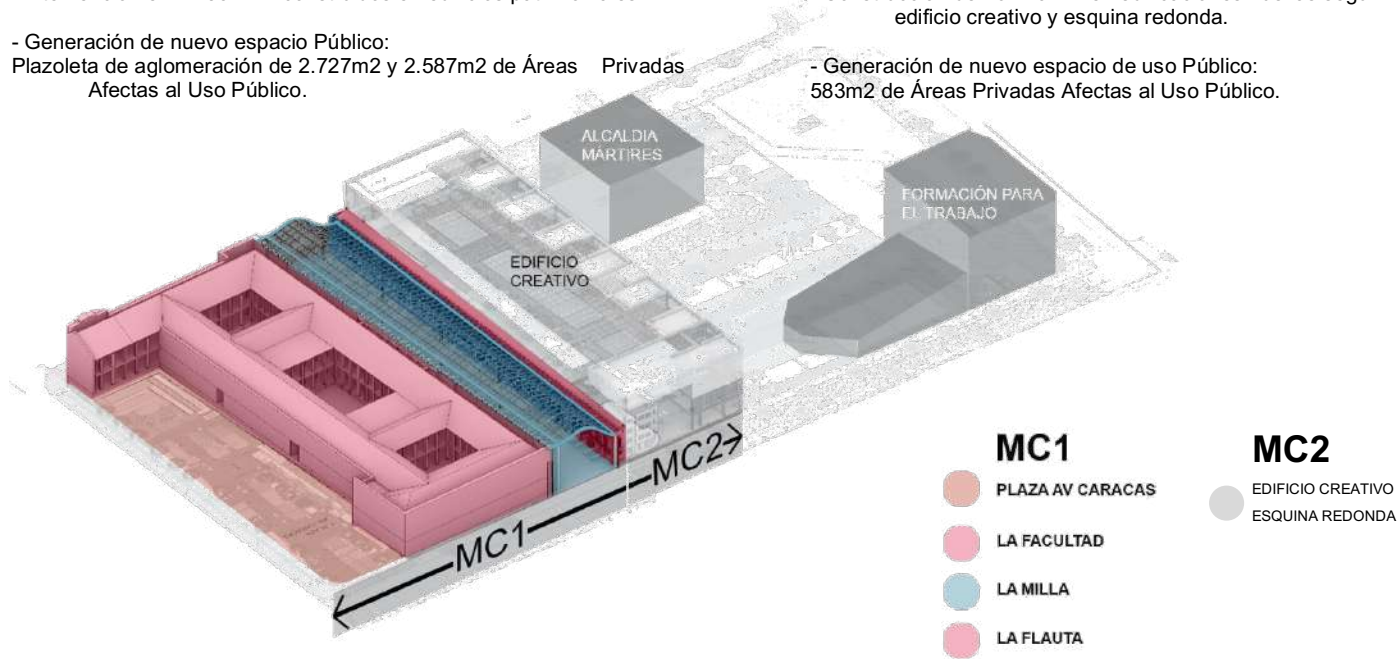 - Generación de nuevo espacio Público:
Plazoleta de aglomeración de 2.727m2 y 2.587m2 de Áreas Privadas
Afectas al Uso Público.
edificio creativo y esquina redonda.
- Generación de nuevo espacio de uso Público:
583m2 de Áreas Privadas Afectas al Uso Público.
ALCALDIA
MÁRTIRES
FORMACIÓN PARA
EL TRABAJO
EDIFICIO
CREATIVO
MC1
MC2
MC1
PLAZA AV CARACAS
LA FACULTAD
LA MILLA
LA FLAUTA
MC2
EDIFICIO CREATIVO
ESQUINA REDONDA